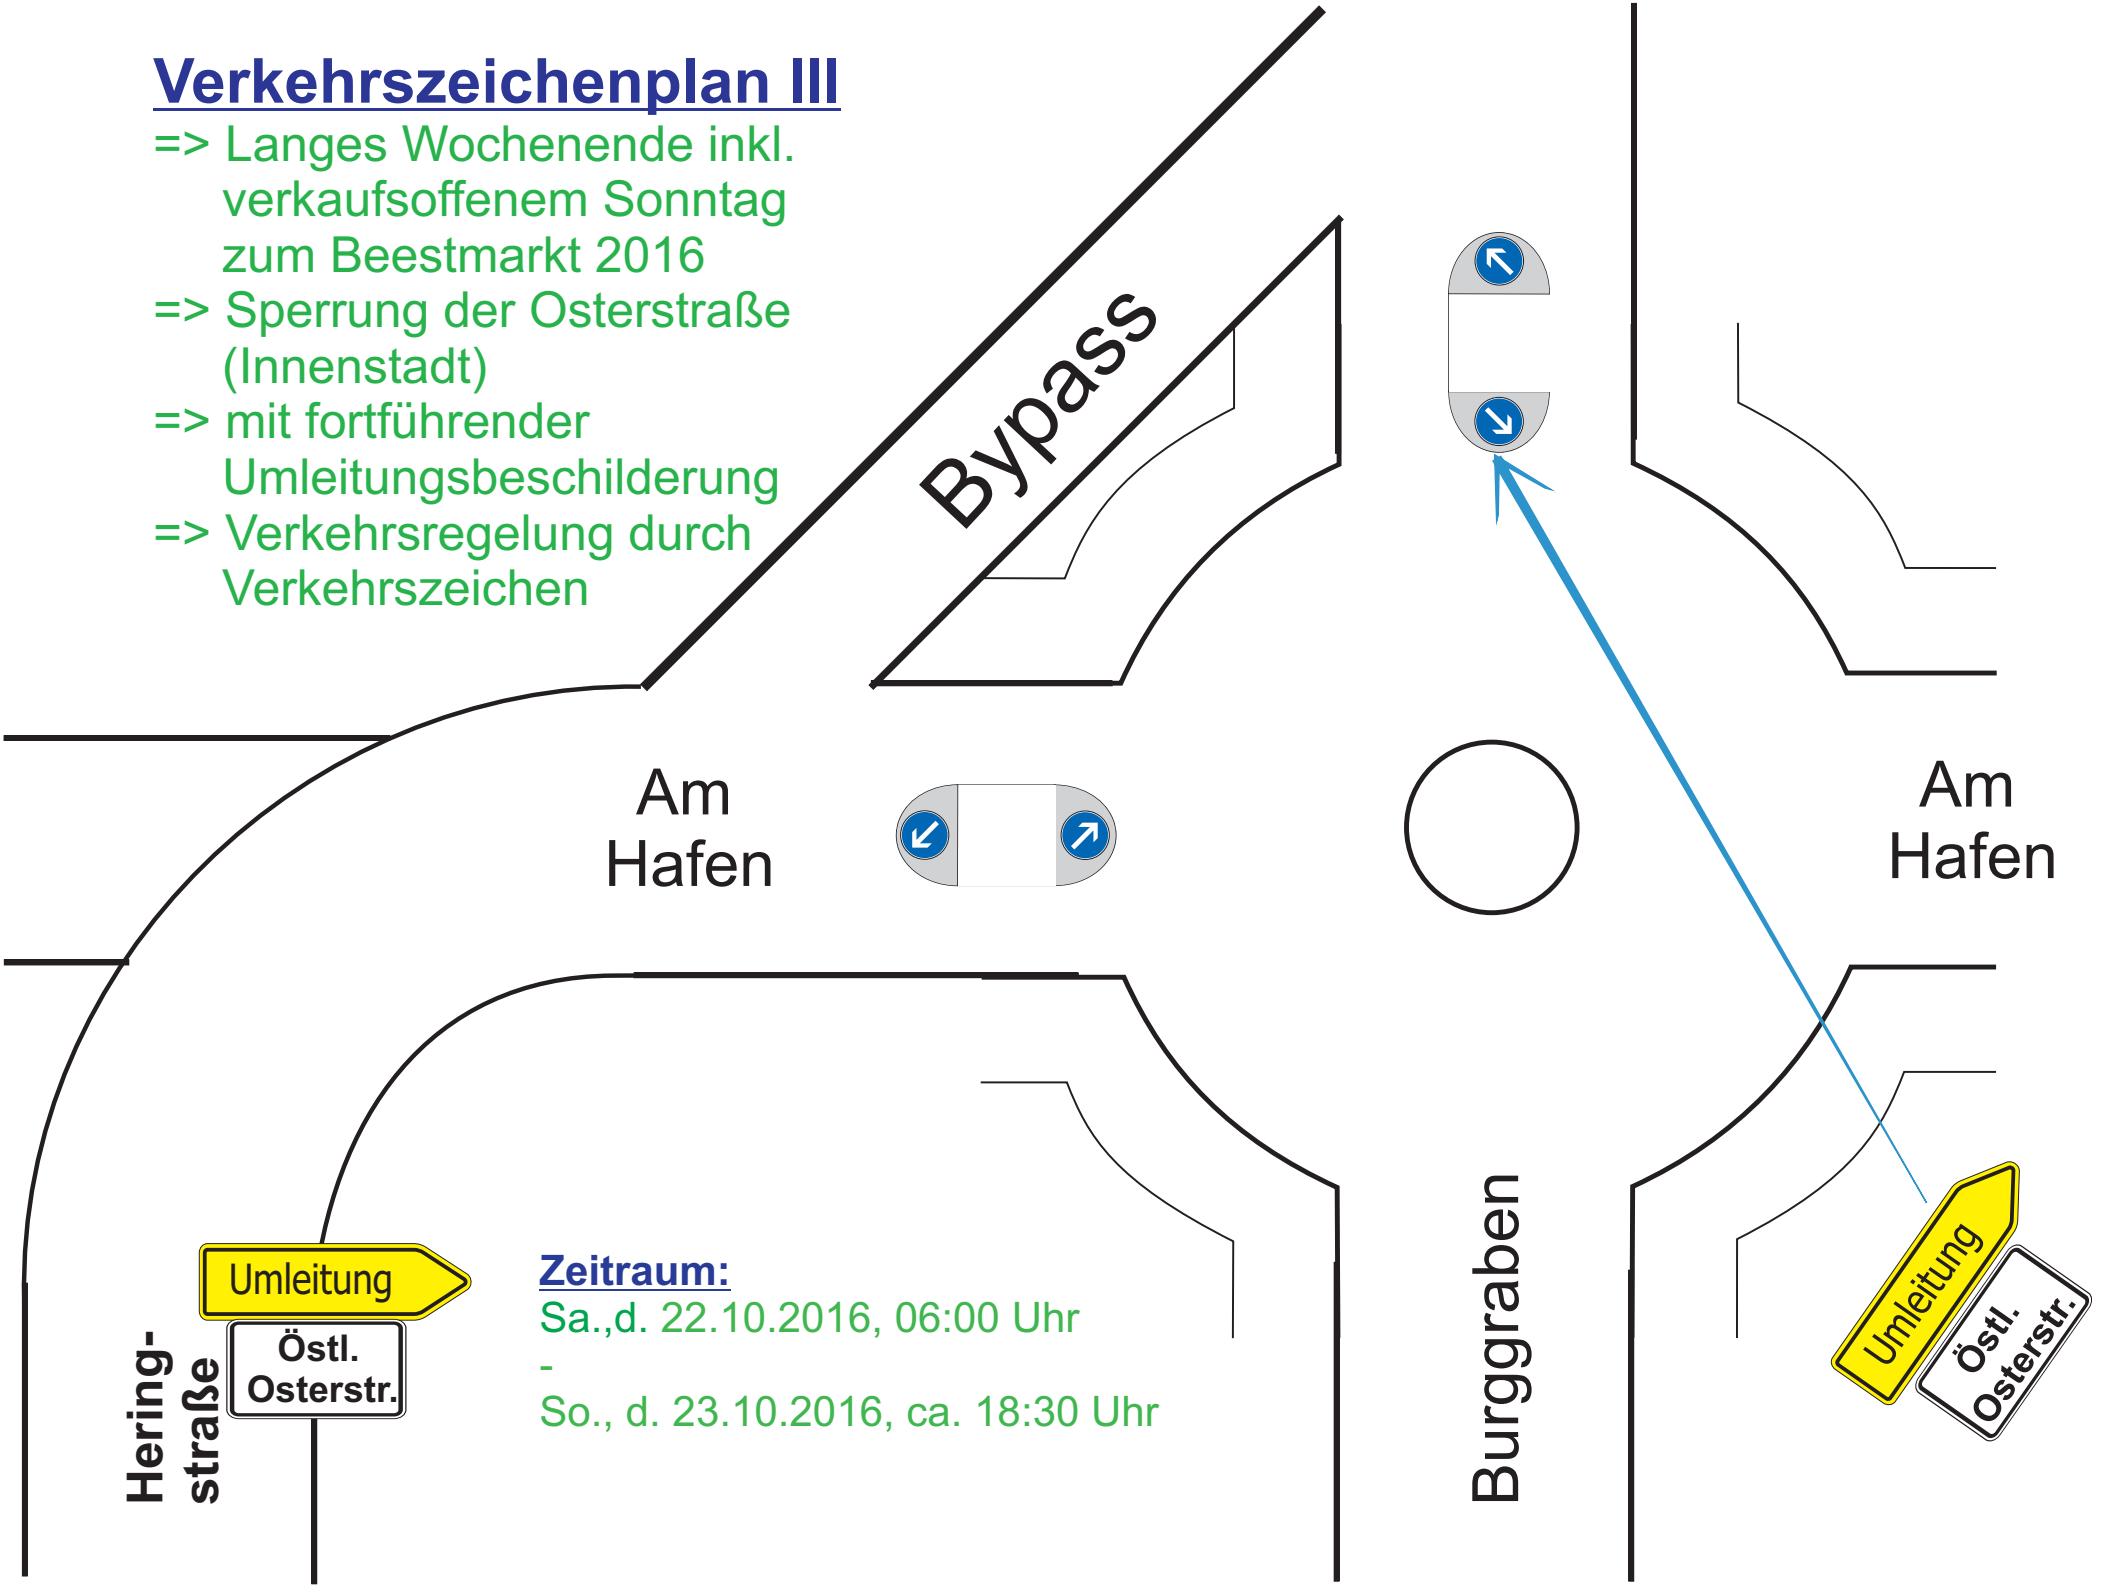 Verkehrszeichenplan III
=> Langes Wochenende inkl.
verkaufsoffenem Sonntag
zum Beestmarkt 2016
=> Sperrung der Osterstraße
(Innenstadt)
=> mit fortführender
Umleitungsbeschilderung
=> Verkehrsregelung durch
Verkehrszeichen
Bypass
Am
Hafen
Am
Hafen
Hering-
straße
Umleitung
Östl.
Osterstr.
Zeitraum:
Sa.,d. 22.10.2016, 06:00 Uhr
-
So., d. 23.10.2016, ca. 18:30 Uhr
Burggraben
Umleitung
Östl.
Osterstr.